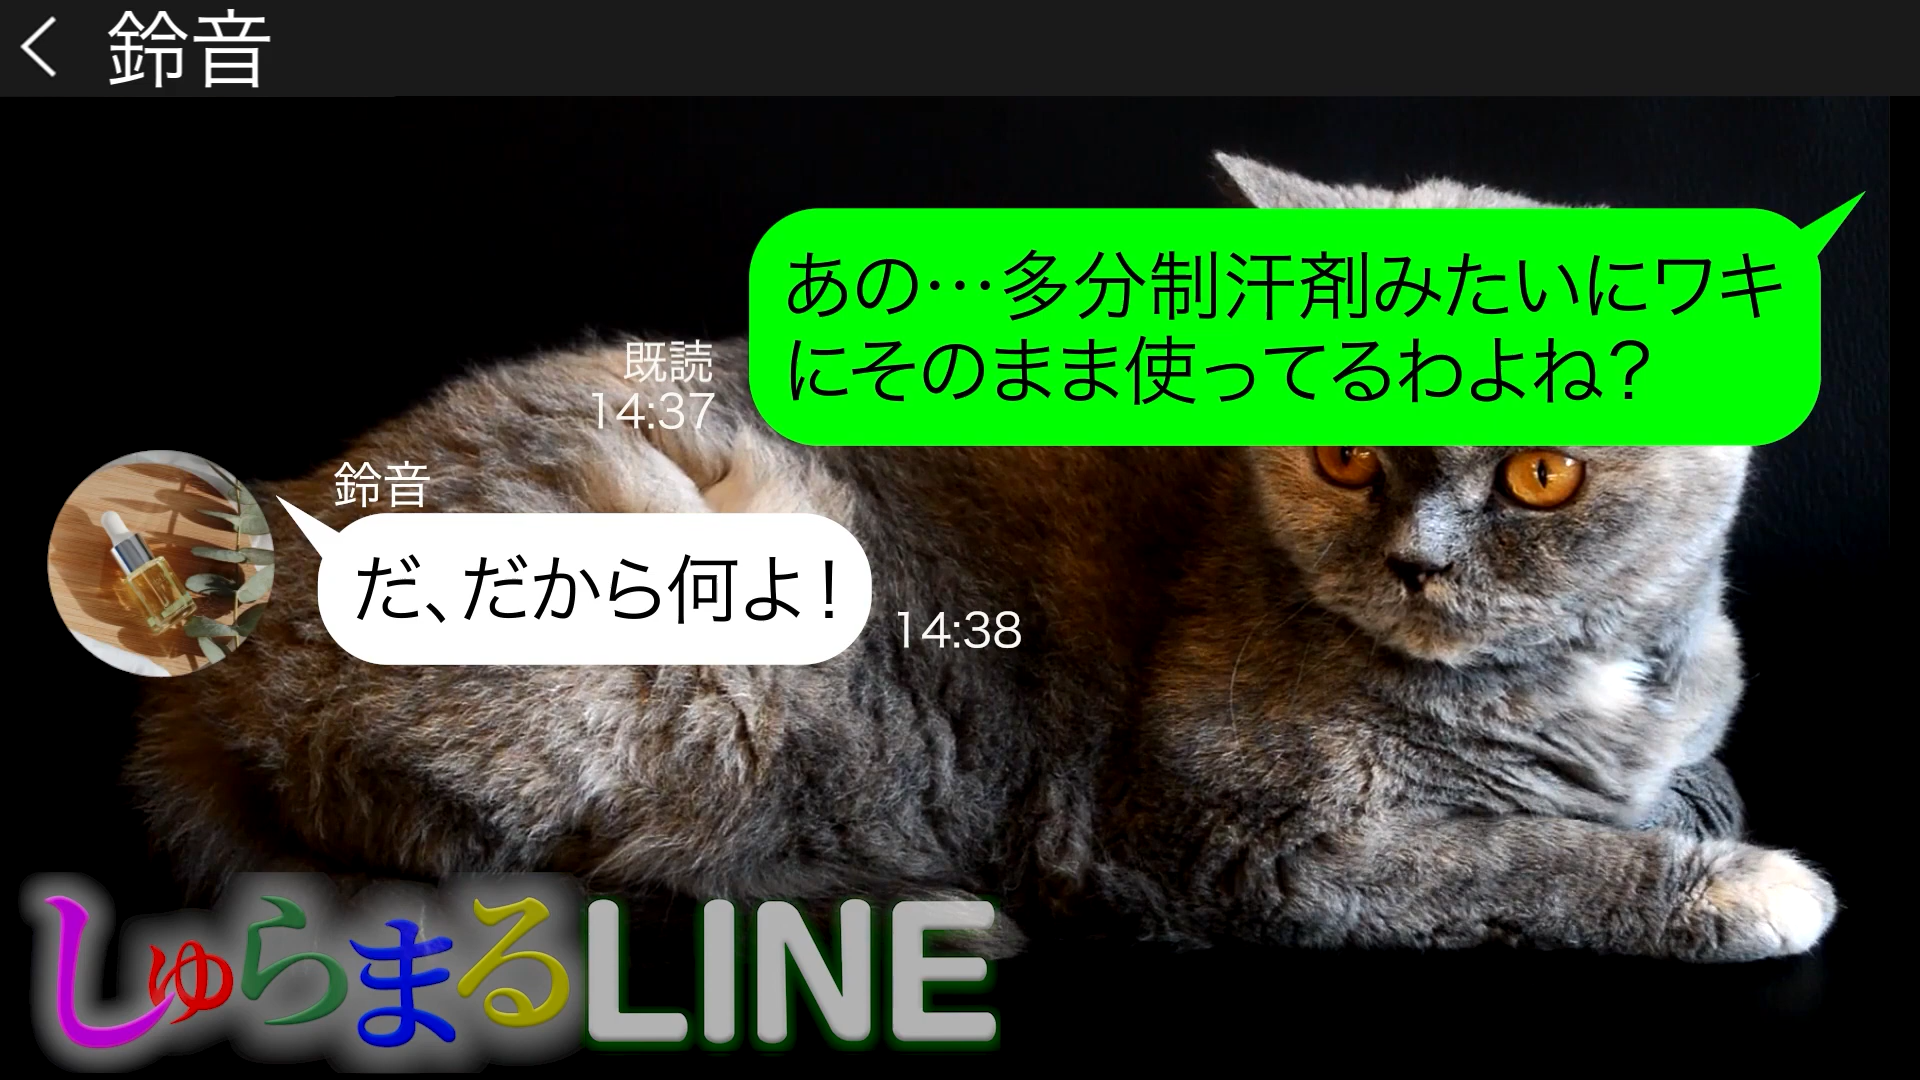 鈴音
あの…多分制汗剤みたいにワキ
にそのまま使ってるわよね？
既読
14:37
鈴音
だ、だから何よ！
14:38
しゅらまるLINE